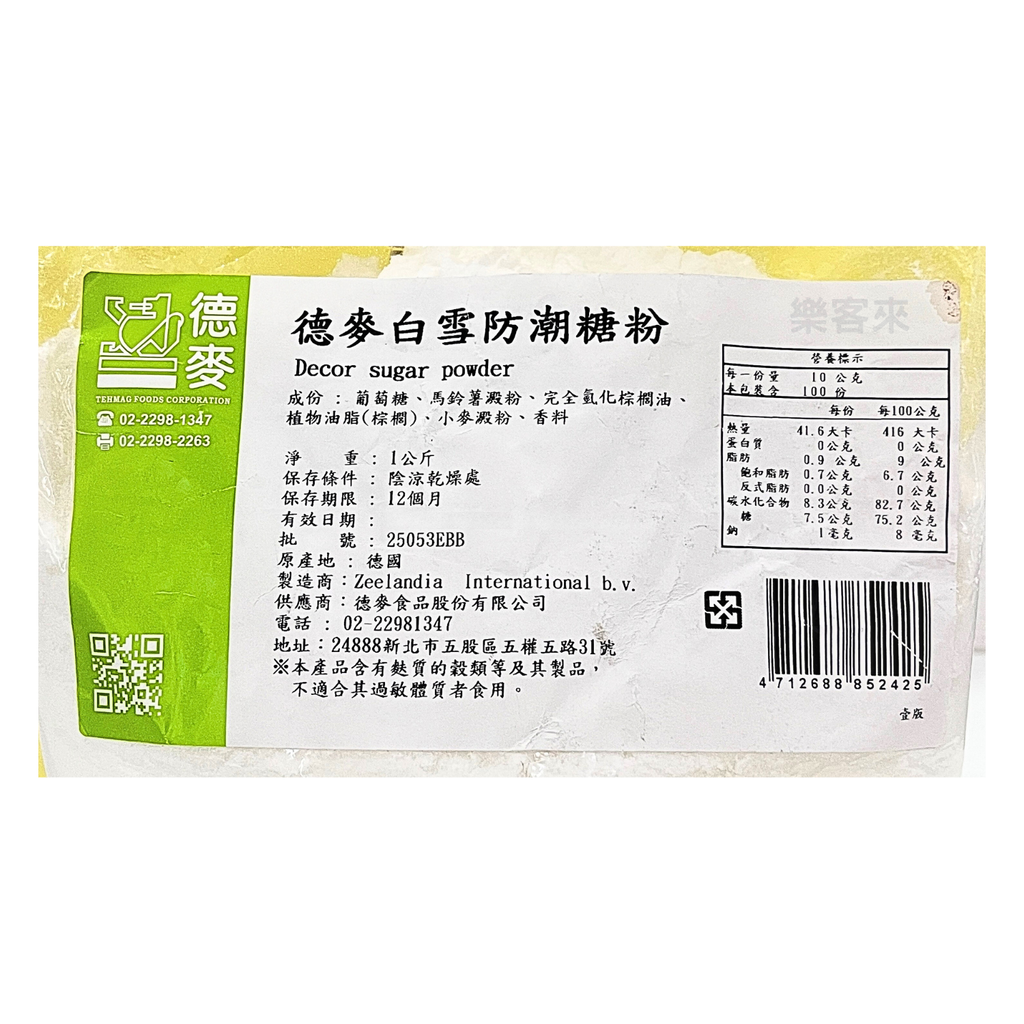 德麥
TEHMAG FOODS CORPORATION
02-2298-1347
02-2298-2263
德麥白雪防潮糖粉
Decor sugar powder
成份：葡萄糖、馬鈴薯澱粉、完全氫化棕櫚油、
植物油脂(棕櫚)、小麥澱粉、香料
淨 重：1公斤
保存條件：陰涼乾燥處
保存期限：12個月
有效日期：
批 號：25053EBB
原產地：德國
製造商：Zeelandia International b.v.
供應商：德麥食品股份有限公司
電話：02-22981347
地址：24888新北市五股區五權五路31號
※本產品含有麩質的穀類等及其製品，
不適合其過敏體質者食用。
樂客來
營養標示
每一份量 10 公克
本包裝含 100 份
每份 每100公克
熱量 41.6大卡 416 大卡
蛋白質 0公克 0 公克
脂肪 0.9 公克 9 公克
飽和脂肪 0.7公克 6.7 公克
反式脂肪 0.0公克 0 公克
碳水化合物 8.3公克 82.7 公克
糖 7.5公克 75.2 公克
鈉 1毫克 8 毫克
4 712688 852425
壹版